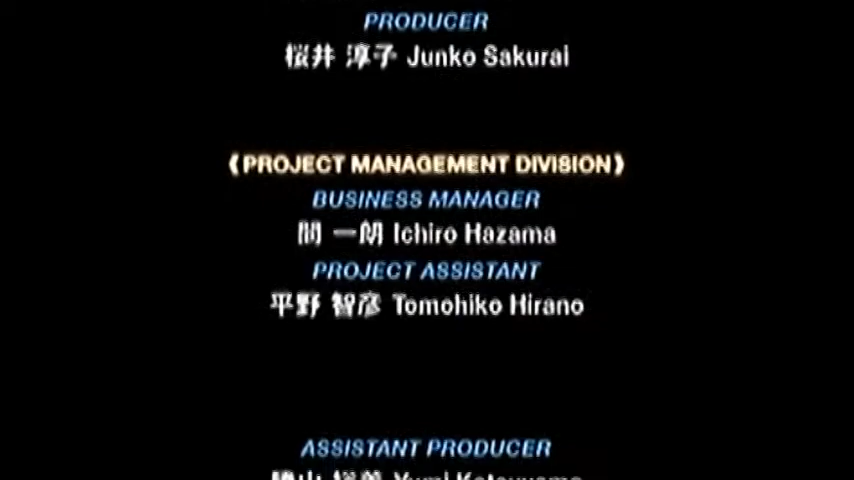 PRODUCER
桜井 淳子 Junko Sakurai
《PROJECT MANAGEMENT DIVISION》
BUSINESS MANAGER
間 一朗 Ichiro Hazama
PROJECT ASSISTANT
平野 智彦 Tomohiko Hirano
ASSISTANT PRODUCER
Yumi